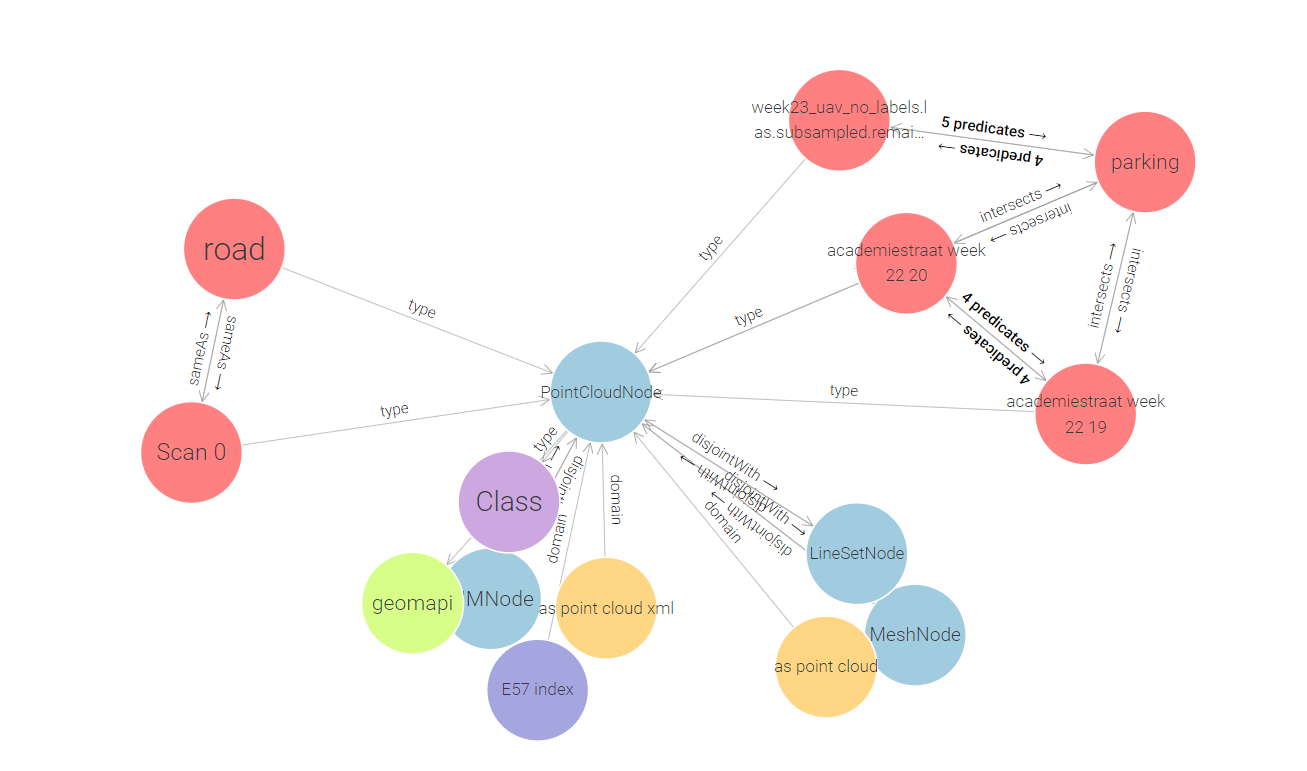 week23_uav_no_labels.l
as.subsampled.remai...
5 predicates →
4 predicates →
parking
intersects →
intersects →
academiestraat week
22 20
road
type
type
type
sameAs →
sameAs →
4 predicates →
4 predicates →
intersects →
intersects →
PointCloudNode
type
academiestraat week
22 19
type
Scan 0
type
disjointWith →
disjointWith →
disjointWith →
disjointWith →
domain
domain
domain
Class
LineSetNode
geomapi
MNode
as point cloud xml
MeshNode
as point cloud
E57 index